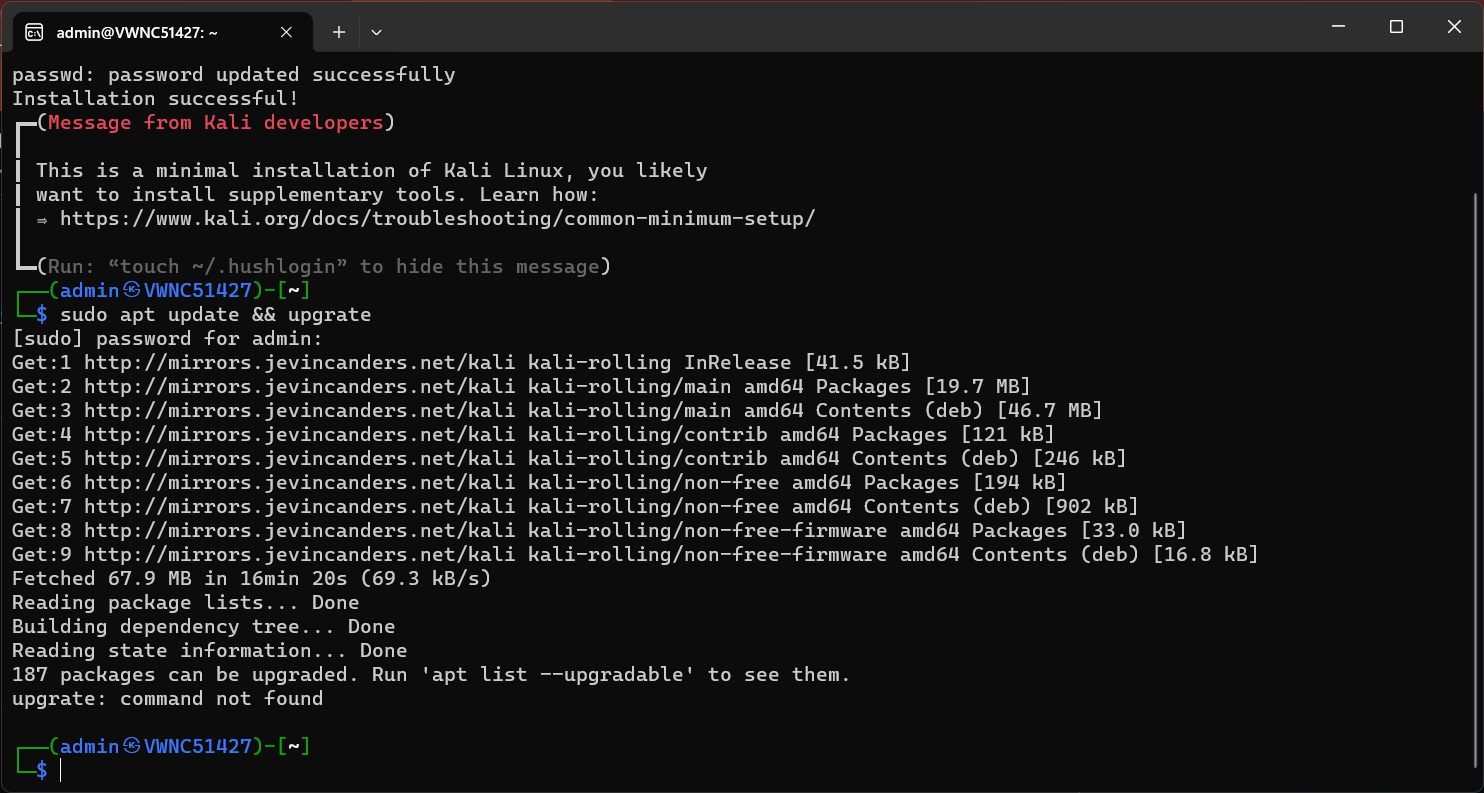 admin@VWNC51427: ~
passwd: password updated successfully
Installation successful!
┏━(Message from Kali developers)
┃
┃ This is a minimal installation of Kali Linux, you likely
┃ want to install supplementary tools. Learn how:
┃ ⇒ https://www.kali.org/docs/troubleshooting/common-minimum-setup/
┃
┗━(Run: “touch ~/.hushlogin” to hide this message)
┌──(admin㉿VWNC51427)-[~]
└─$ sudo apt update && upgrate
[sudo] password for admin:
Get:1 http://mirrors.jevincanders.net/kali kali-rolling InRelease [41.5 kB]
Get:2 http://mirrors.jevincanders.net/kali kali-rolling/main amd64 Packages [19.7 MB]
Get:3 http://mirrors.jevincanders.net/kali kali-rolling/main amd64 Contents (deb) [46.7 MB]
Get:4 http://mirrors.jevincanders.net/kali kali-rolling/contrib amd64 Packages [121 kB]
Get:5 http://mirrors.jevincanders.net/kali kali-rolling/contrib amd64 Contents (deb) [246 kB]
Get:6 http://mirrors.jevincanders.net/kali kali-rolling/non-free amd64 Packages [194 kB]
Get:7 http://mirrors.jevincanders.net/kali kali-rolling/non-free amd64 Contents (deb) [902 kB]
Get:8 http://mirrors.jevincanders.net/kali kali-rolling/non-free-firmware amd64 Packages [33.0 kB]
Get:9 http://mirrors.jevincanders.net/kali kali-rolling/non-free-firmware amd64 Contents (deb) [16.8 kB]
Fetched 67.9 MB in 16min 20s (69.3 kB/s)
Reading package lists... Done
Building dependency tree... Done
Reading state information... Done
187 packages can be upgraded. Run 'apt list --upgradable' to see them.
upgrate: command not found
┌──(admin㉿VWNC51427)-[~]
└─$